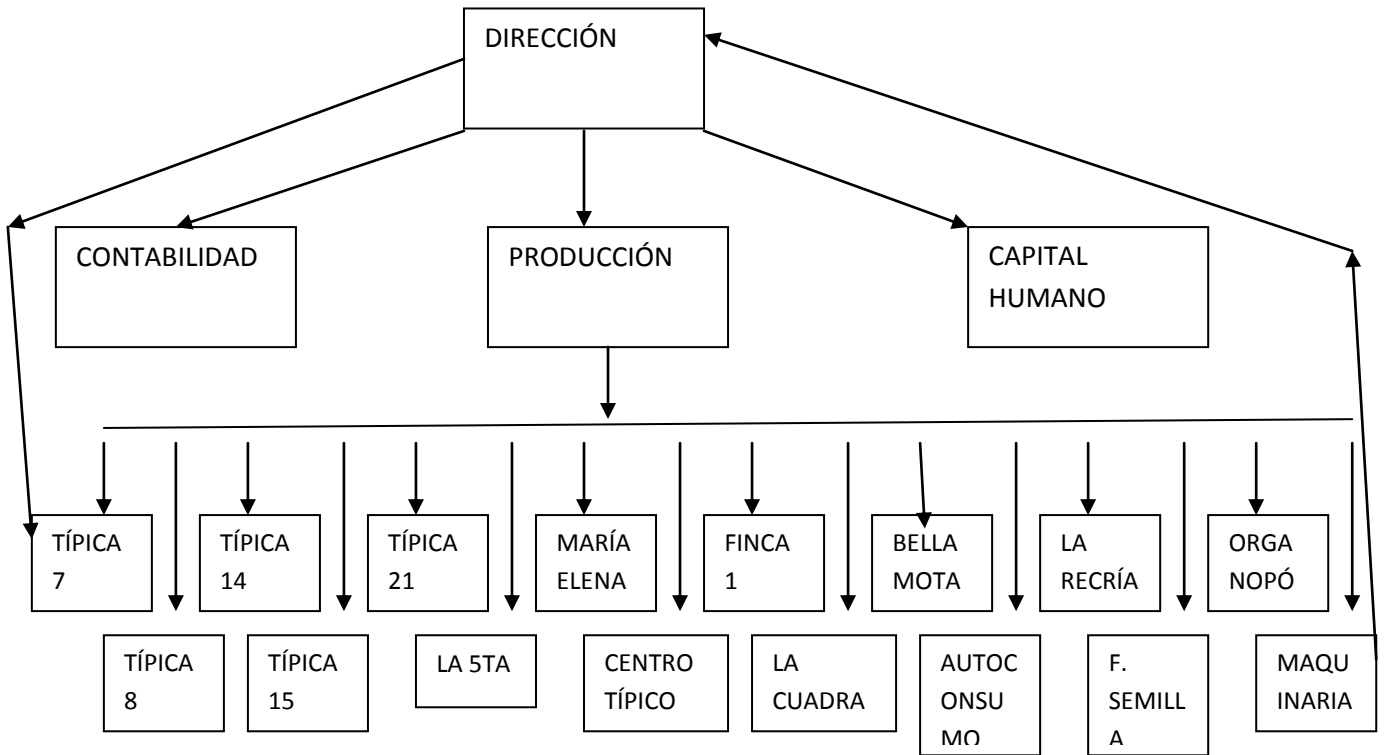 DIRECCIÓN
CONTABILIDAD
PRODUCCIÓN
CAPITAL
HUMANO
TÍPICA
7
TÍPICA
14
TÍPICA
21
MARÍA
ELENA
FINCA
1
BELLA
MOTA
LA
RECRÍA
ORGA
NOPÓ
TÍPICA
8
TÍPICA
15
LA 5TA
CENTRO
TÍPICO
LA
CUADRA
AUTOC
ONSU
MO
F.
SEMILL
A
MAQU
INARIA